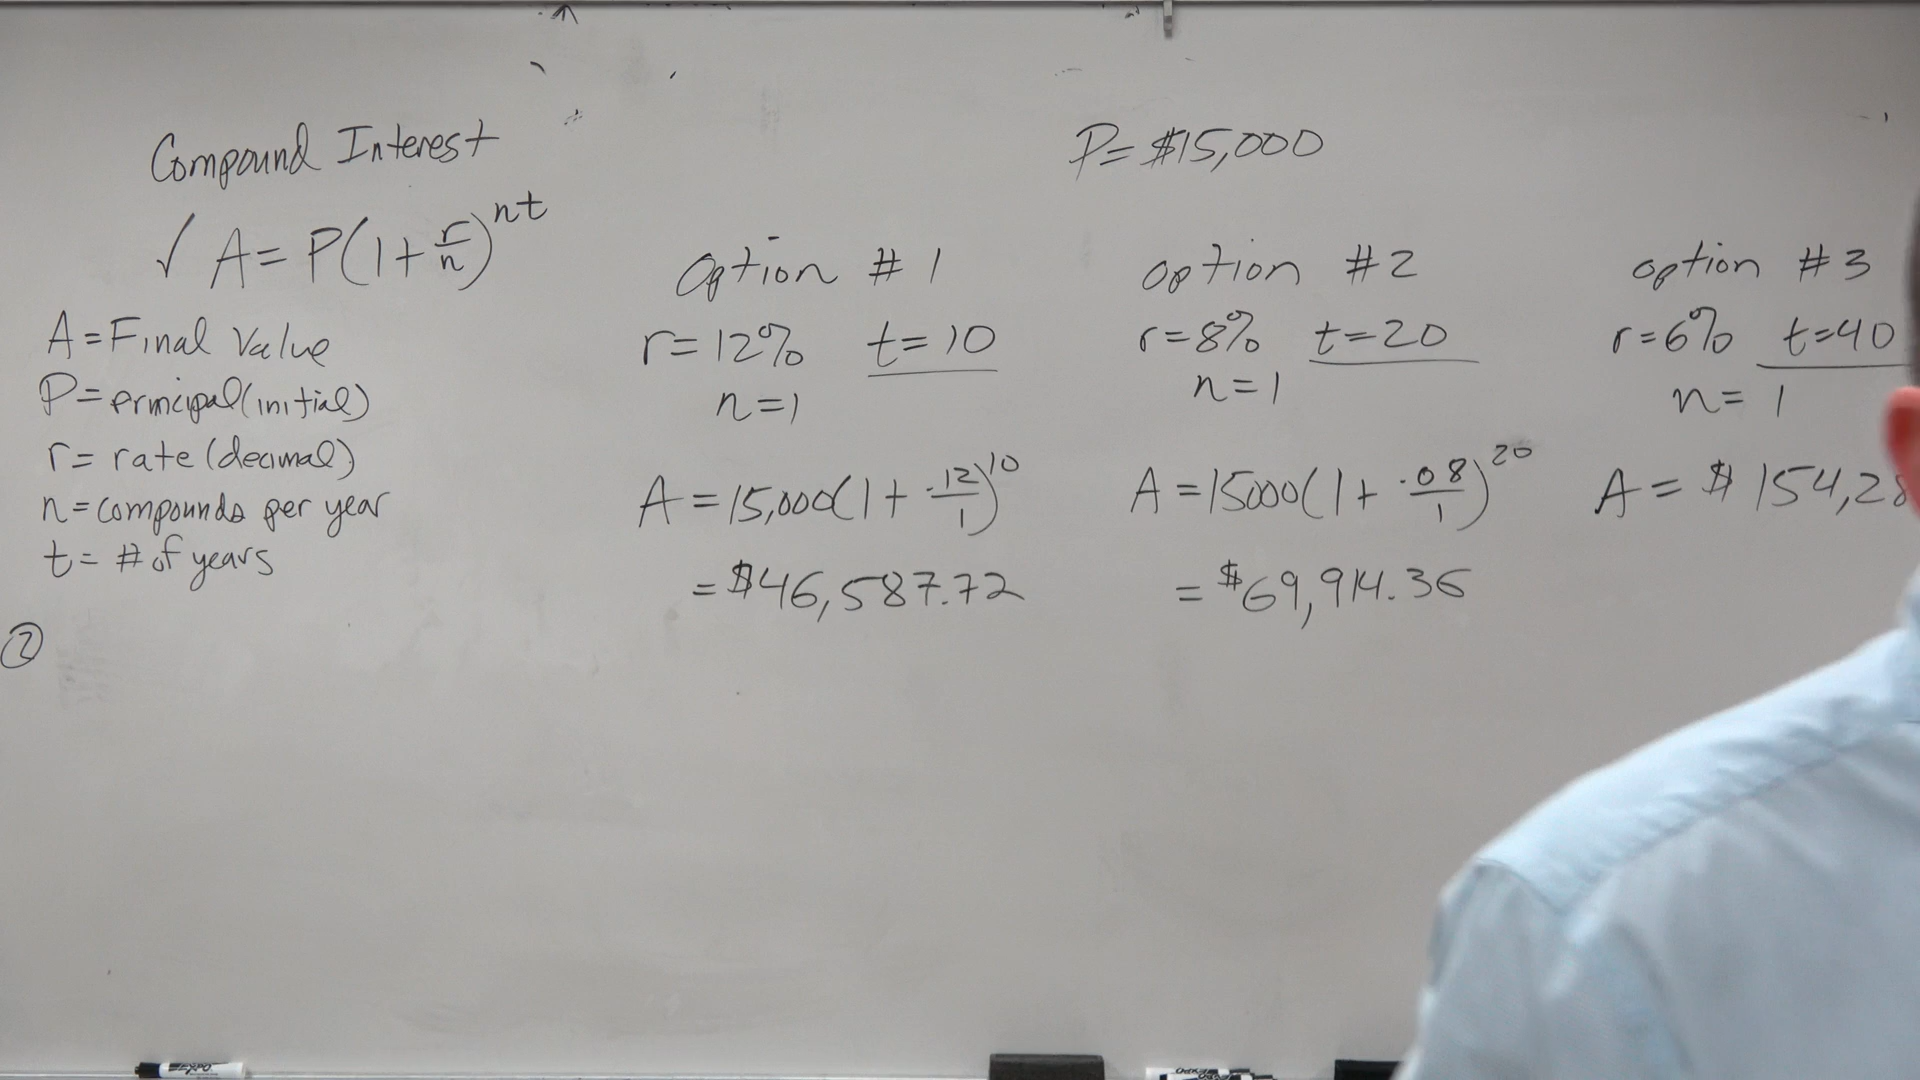 Compound Interest
✓ A = P(1 + r/n)^nt
A = Final Value
P = principal (initial)
r = rate (decimal)
n = compounds per year
t = # of years
②
P = $15,000
Option # 1
r = 12% t = 10
n = 1
A = 15,000(1 + .12/1)^10
= $46,587.72
option # 2
r = 8% t = 20
n = 1
A = 15000(1 + .08/1)^20
= $69,914.36
option # 3
r = 6% t = 40
n = 1
A = $ 154,28
EXPO